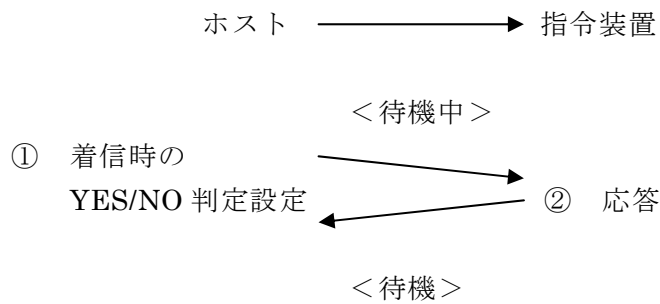 ホスト 指令装置
＜待機中＞
① 着信時の
YES/NO 判定設定 ② 応答
＜待機＞